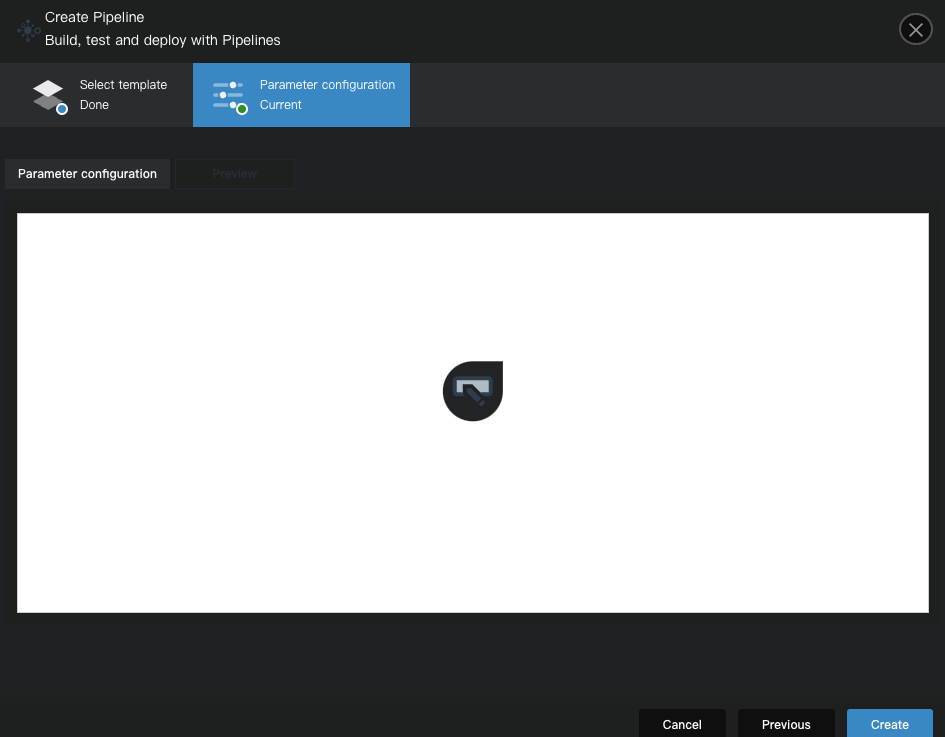 Create Pipeline
Build, test and deploy with Pipelines
Select template
Done
Parameter configuration
Current
Parameter configuration
Preview
Cancel
Previous
Create